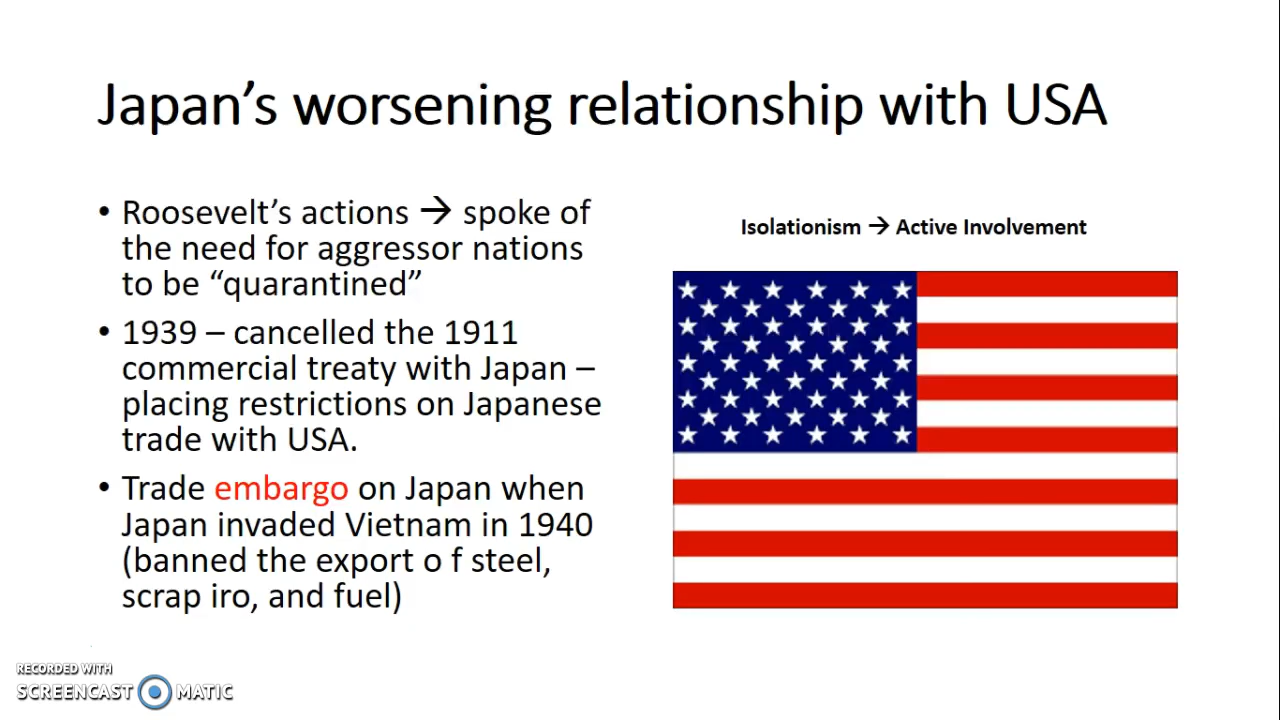 Japan’s worsening relationship with USA
• Roosevelt’s actions → spoke of
the need for aggressor nations
to be “quarantined”
• 1939 – cancelled the 1911
commercial treaty with Japan –
placing restrictions on Japanese
trade with USA.
• Trade embargo on Japan when
Japan invaded Vietnam in 1940
(banned the export o f steel,
scrap iro, and fuel)
Isolationism → Active Involvement
RECORDED WITH
SCREENCAST MATIC